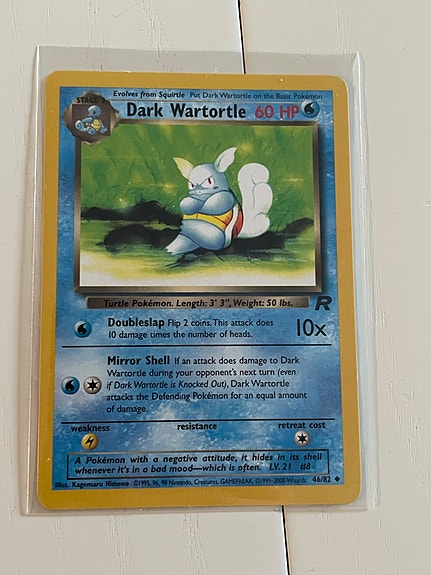 Evolves from Squirtle Put Dark Wartortle on the Basic Pokémon
STAGE 1
Dark Wartortle 60 HP
Turtle Pokémon. Length: 3' 3", Weight: 50 lbs.
R
Doubleslap Flip 2 coins. This attack does
10 damage times the number of heads.
10x
Mirror Shell If an attack does damage to Dark
Wartortle during your opponent's next turn (even
if Dark Wartortle is Knocked Out), Dark Wartortle
attacks the Defending Pokémon for an equal amount
of damage.
weakness resistance retreat cost
A Pokémon with a negative attitude, it hides in its shell
whenever it's in a bad mood—which is often. LV. 21 #8
Illus. Kagemaru Himeno ©1995, 96, 98 Nintendo, Creatures, GAMEFREAK. ©1999-2000 Wizards. 46/82